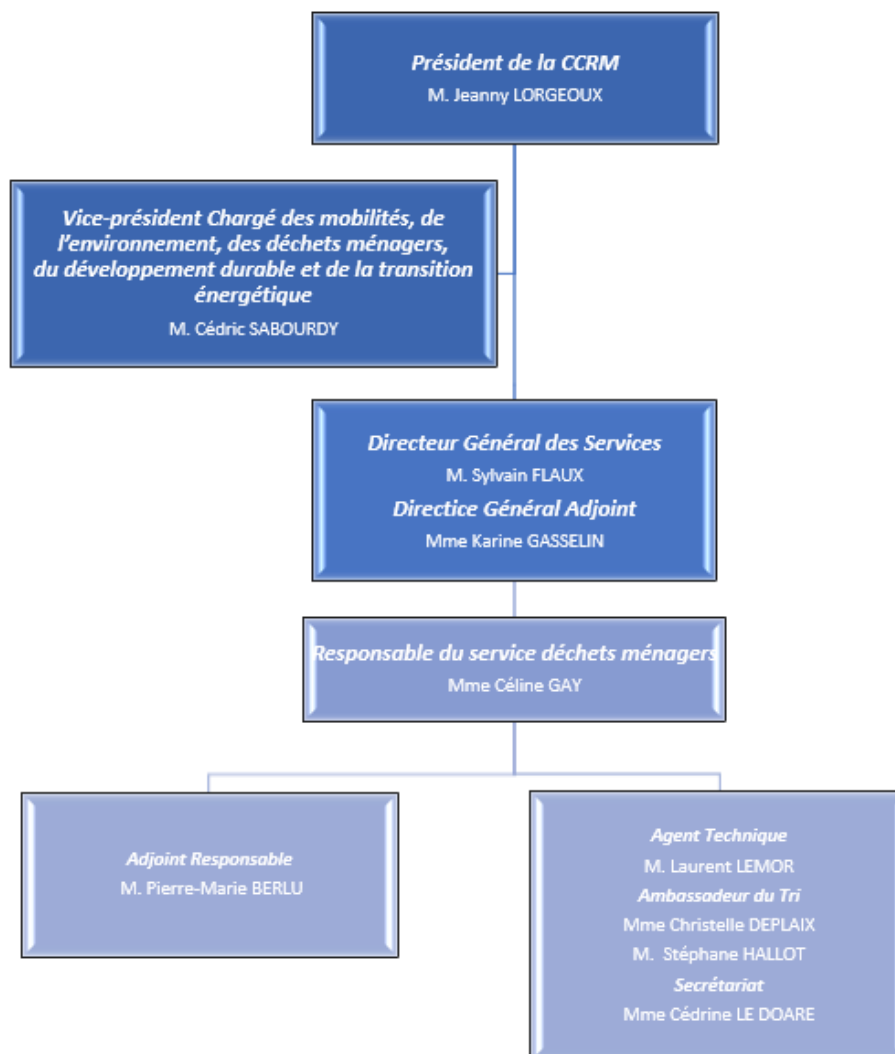 Président de la CCRM
M. Jeanny LORGEOUX
Vice-président Chargé des mobilités, de
l'environnement, des déchets ménagers,
du développement durable et de la transition
énergétique
M. Cédric SABOURDY
Directeur Général des Services
M. Sylvain FLAUX
Directice Général Adjoint
Mme Karine GASSELIN
Responsable du service déchets ménagers
Mme Céline GAY
Adjoint Responsable
M. Pierre-Marie BERLU
Agent Technique
M. Laurent LEMOR
Ambassadeur du Tri
Mme Christelle DEPLAIX
M. Stéphane HALLOT
Secrétariat
Mme Cédrine LE DOARE